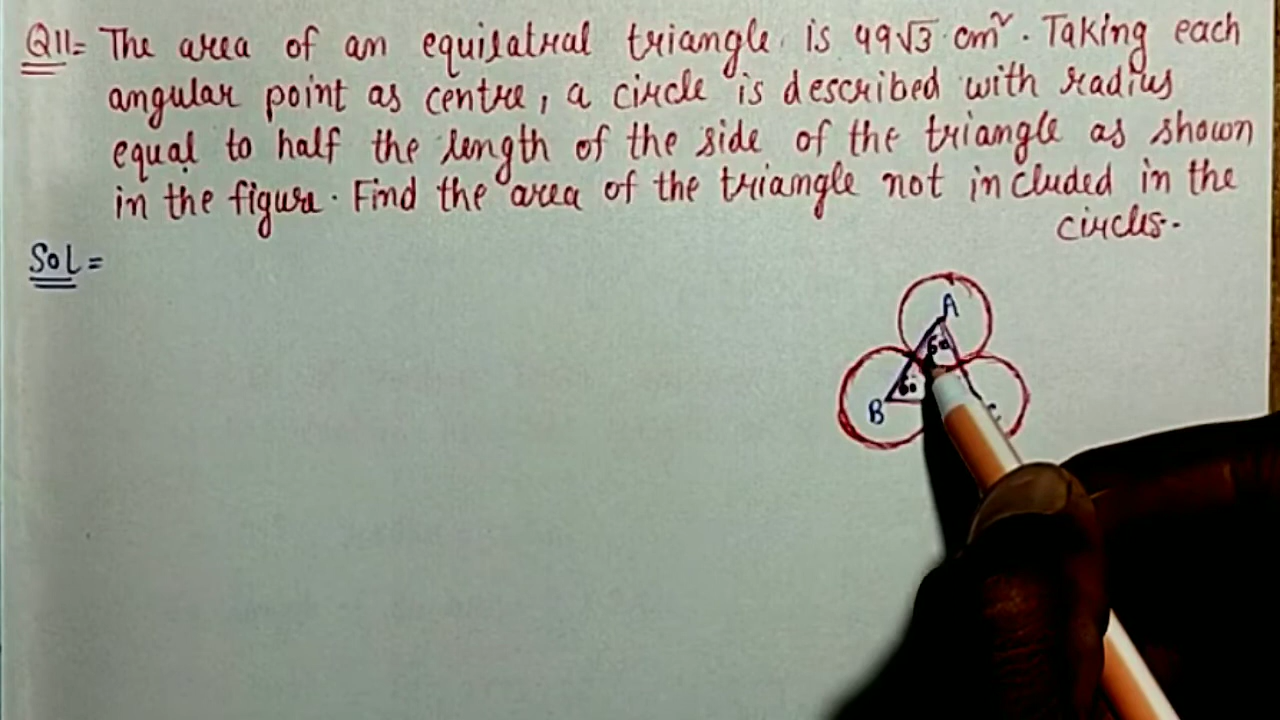 Q11= The area of an equilatral triangle is 49√3 cm². Taking each
angular point as centre, a circle is described with radius
equal to half the length of the side of the triangle as shown
in the figure. Find the area of the triangle not included in the
circles.
Sol=
A
60
60
B
C